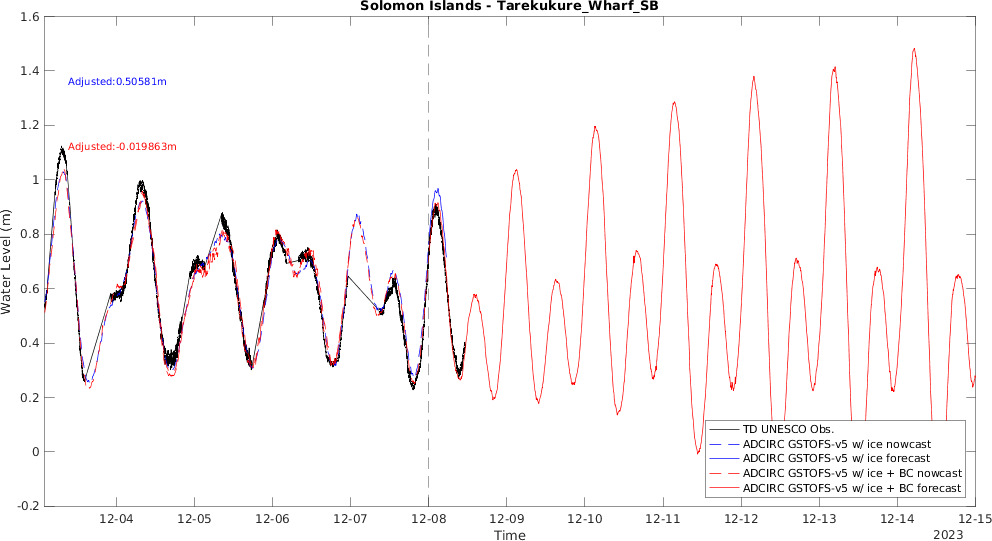 Solomon Islands - Tarekukure_Wharf_SB
1.6
1.4
1.2
1
0.8
0.6
0.4
0.2
0
-0.2
Water Level (m)
Adjusted:0.50581m
Adjusted:-0.019863m
TD UNESCO Obs.
ADCIRC GSTOFS-v5 w/ ice nowcast
ADCIRC GSTOFS-v5 w/ ice forecast
ADCIRC GSTOFS-v5 w/ ice + BC nowcast
ADCIRC GSTOFS-v5 w/ ice + BC forecast
12-04 12-05 12-06 12-07 12-08 12-09 12-10 12-11 12-12 12-13 12-14 12-15
Time
2023